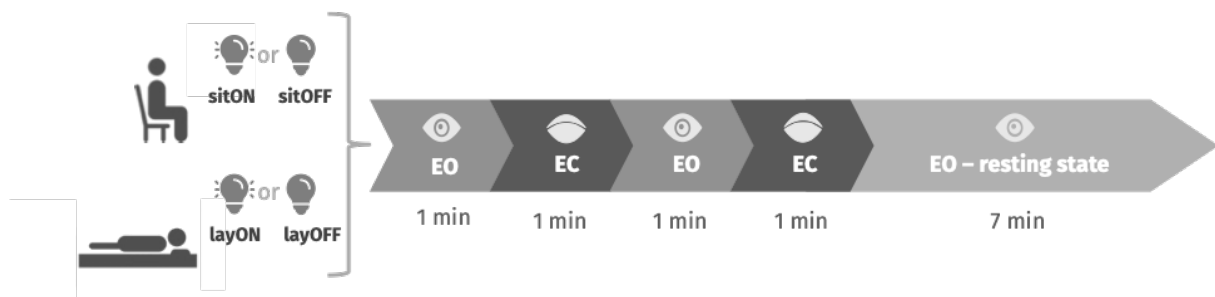 or
sitON sitOFF
or
layON layOFF
EO EC EO EC EO – resting state
1 min 1 min 1 min 1 min 7 min